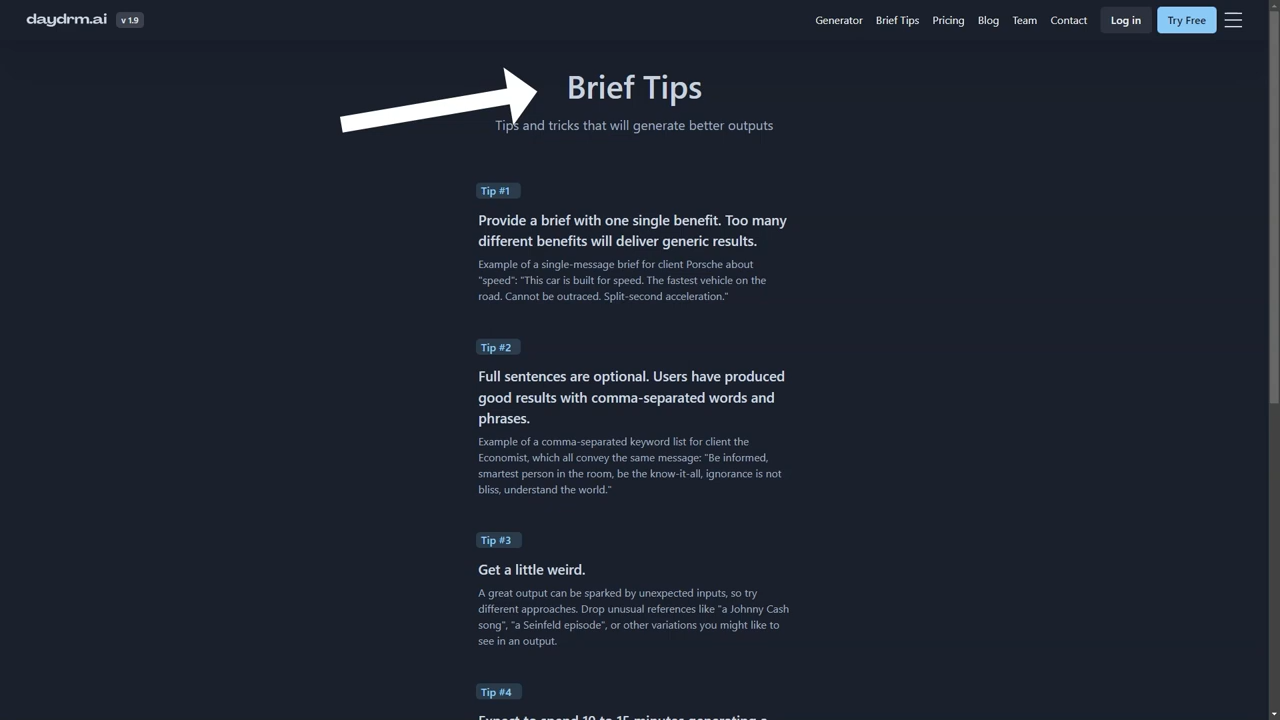 daydrm.ai v 1.9 Generator Brief Tips Pricing Blog Team Contact Log in Try Free
Brief Tips
Tips and tricks that will generate better outputs
Tip #1
Provide a brief with one single benefit. Too many
different benefits will deliver generic results.
Example of a single-message brief for client Porsche about
"speed": "This car is built for speed. The fastest vehicle on the
road. Cannot be outraced. Split-second acceleration."
Tip #2
Full sentences are optional. Users have produced
good results with comma-separated words and
phrases.
Example of a comma-separated keyword list for client the
Economist, which all convey the same message: "Be informed,
smartest person in the room, be the know-it-all, ignorance is not
bliss, understand the world."
Tip #3
Get a little weird.
A great output can be sparked by unexpected inputs, so try
different approaches. Drop unusual references like "a Johnny Cash
song", "a Seinfeld episode", or other variations you might like to
see in an output.
Tip #4
Expect to spend 10 to 15 minutes generating a